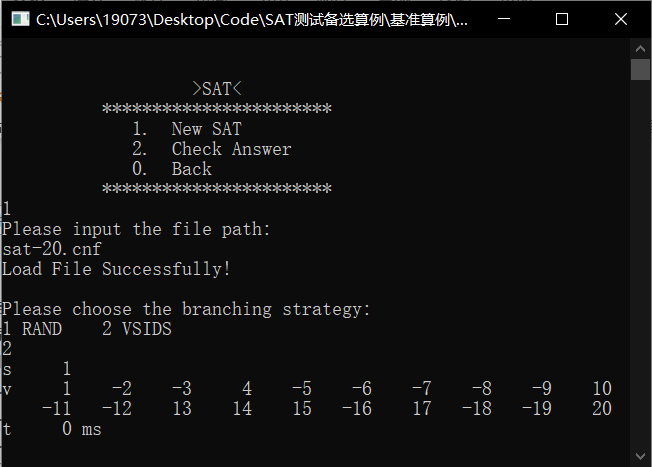 C:\Users\19073\Desktop\Code\SAT测试备选算例\基准算例\...
>SAT<
***********************
1. New SAT
2. Check Answer
0. Back
***********************
1
Please input the file path:
sat-20.cnf
Load File Successfully!
Please choose the branching strategy:
1 RAND 2 VSIDS
2
s 1
v 1 -2 -3 4 -5 -6 -7 -8 -9 10
-11 -12 13 14 15 -16 17 -18 -19 20
t 0 ms